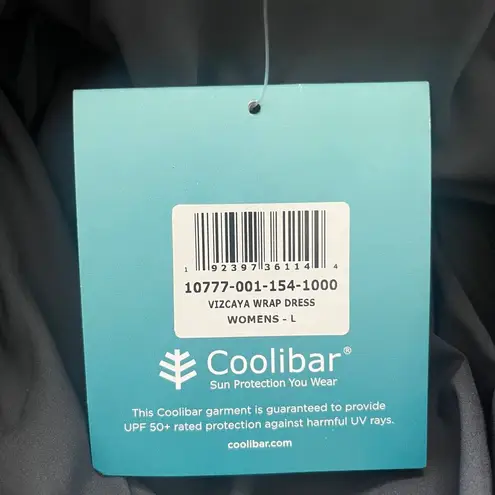 1 92397 36114 4
10777-001-154-1000
VIZCAYA WRAP DRESS
WOMENS - L
Coolibar®
Sun Protection You Wear
This Coolibar garment is guaranteed to provide
UPF 50+ rated protection against harmful UV rays.
coolibar.com